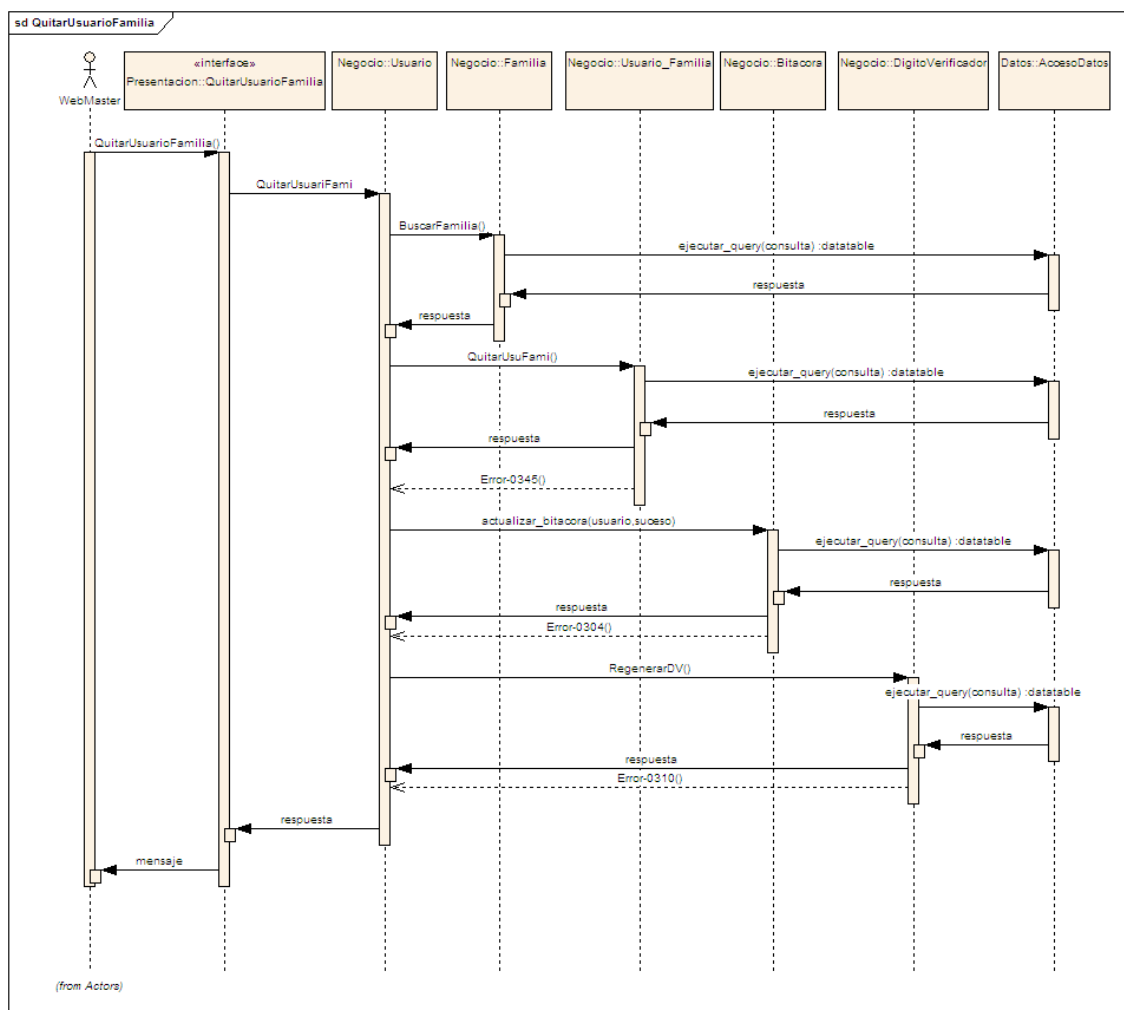 sd QuitarUsuarioFamilia
WebMaster
«interface»
Presentacion::QuitarUsuarioFamilia
Negocio::Usuario
Negocio::Familia
Negocio::Usuario_Familia
Negocio::Bitacora
Negocio::DigitoVerificador
Datos::AccesoDatos
QuitarUsuarioFamilia()
QuitarUsuariFami
BuscarFamilia()
ejecutar_query(consulta) :datatable
respuesta
respuesta
QuitarUsuFami()
ejecutar_query(consulta) :datatable
respuesta
respuesta
Error-0345()
actualizar_bitacora(usuario,suceso)
ejecutar_query(consulta) :datatable
respuesta
respuesta
Error-0304()
RegenerarDV()
ejecutar_query(consulta) :datatable
respuesta
respuesta
Error-0310()
respuesta
mensaje
(from Actors)